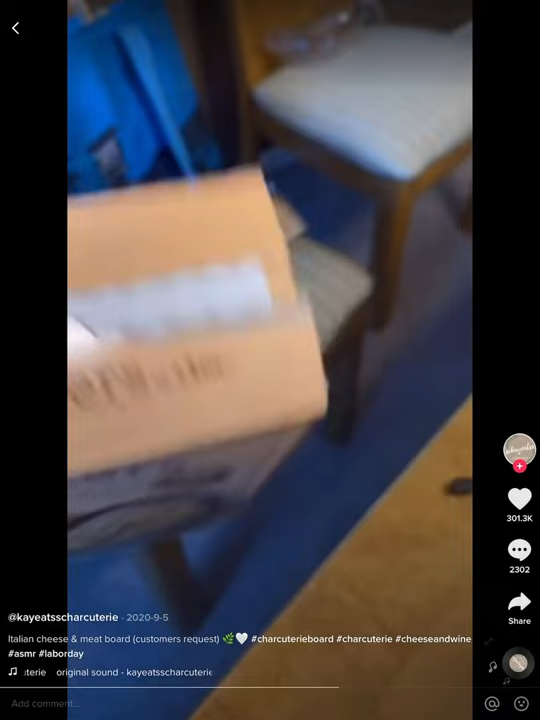 301.3K
2302
Share
@kayeatsscharcuterie · 2020-9-5
Italian cheese & meat board (customers request) 🌿🤍 #charcuterieboard #charcuterie #cheeseandwine
#asmr #laborday
terie original sound - kayeatsscharcuterie
Add comment...